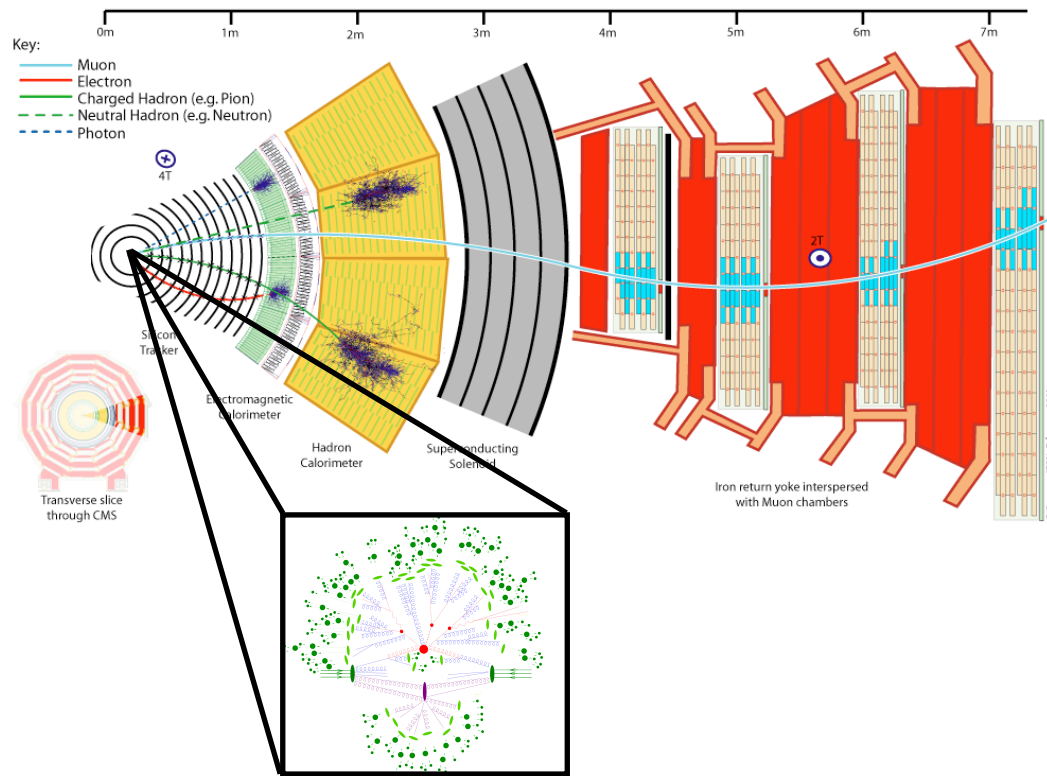 0m 1m 2m 3m 4m 5m 6m 7m
Key:
Muon
Electron
Charged Hadron (e.g. Pion)
Neutral Hadron (e.g. Neutron)
Photon
4T
2T
Silicon
Tracker
Electromagnetic
Calorimeter
Hadron
Calorimeter
Superconducting
Solenoid
Iron return yoke interspersed
with Muon chambers
Transverse slice
through CMS